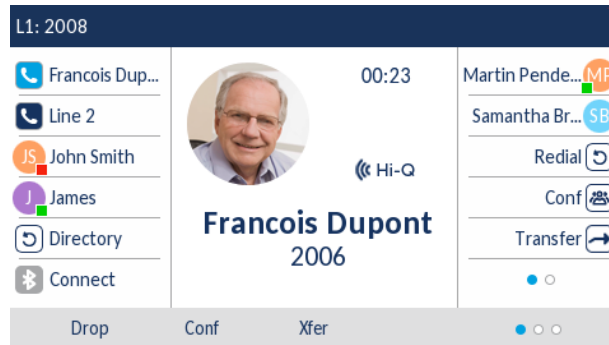 L1: 2008
Francois Dup...
Line 2
JS John Smith
J James
Directory
Connect
00:23
Hi-Q
Francois Dupont
2006
Martin Pende... MP
Samantha Br... SB
Redial
Conf
Transfer
Drop Conf Xfer